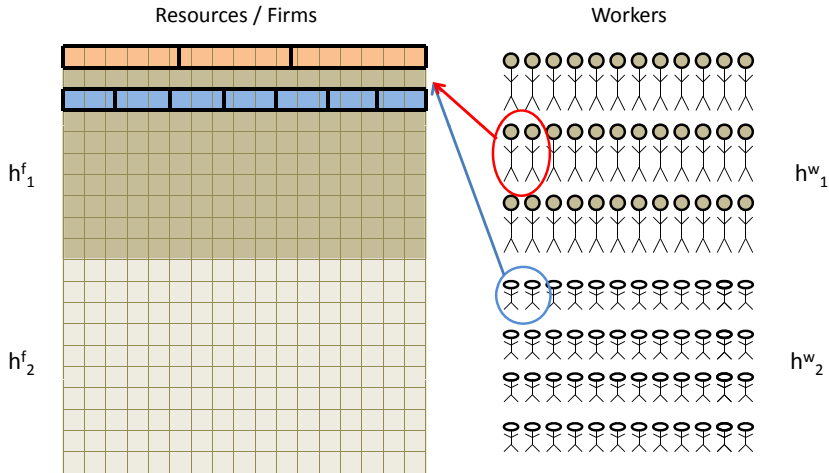 Resources / Firms
Workers
hᶠ₁
hʷ₁
hᶠ₂
hʷ₂